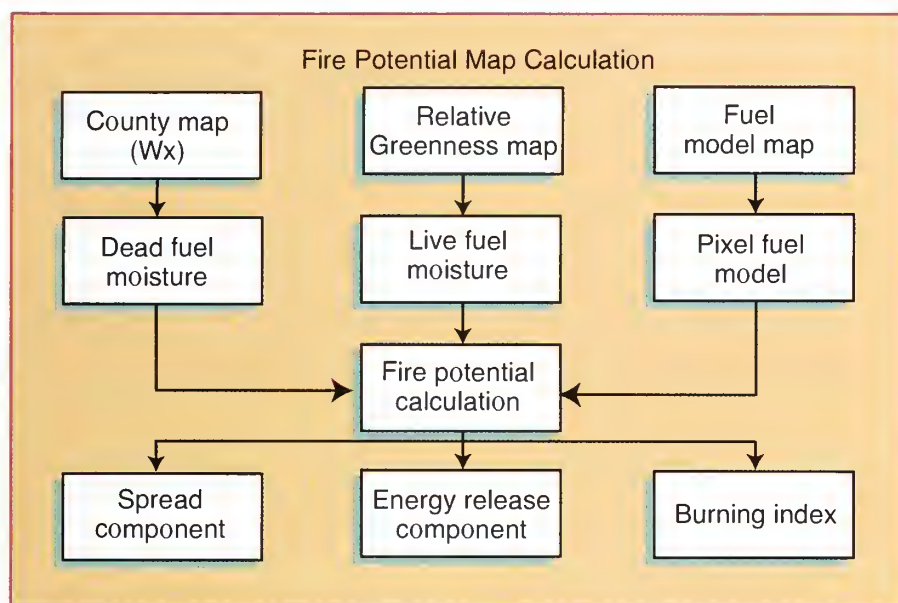 Fire Potential Map Calculation
County map
(Wx)
Relative
Greenness map
Fuel
model map
Dead fuel
moisture
Live fuel
moisture
Pixel fuel
model
Fire potential
calculation
Spread
component
Energy release
component
Burning index